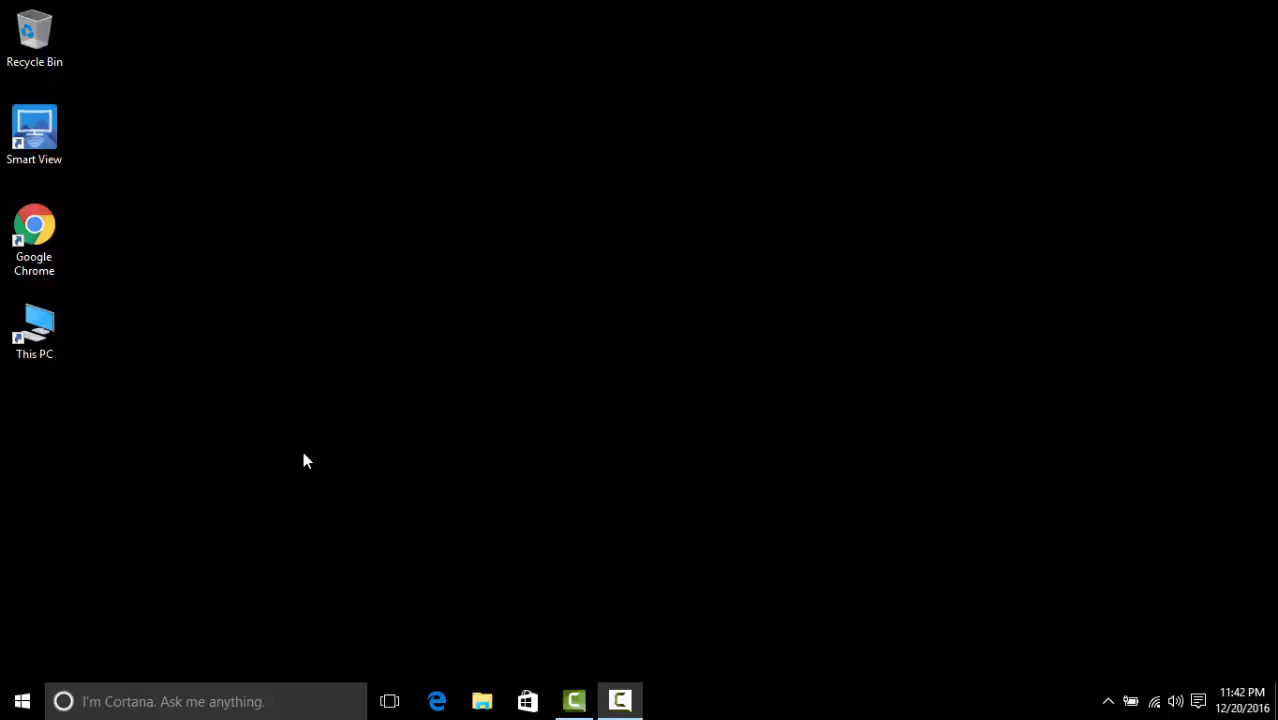 Recycle Bin
Smart View
Google
Chrome
This PC
I'm Cortana. Ask me anything.
11:42 PM
12/20/2016